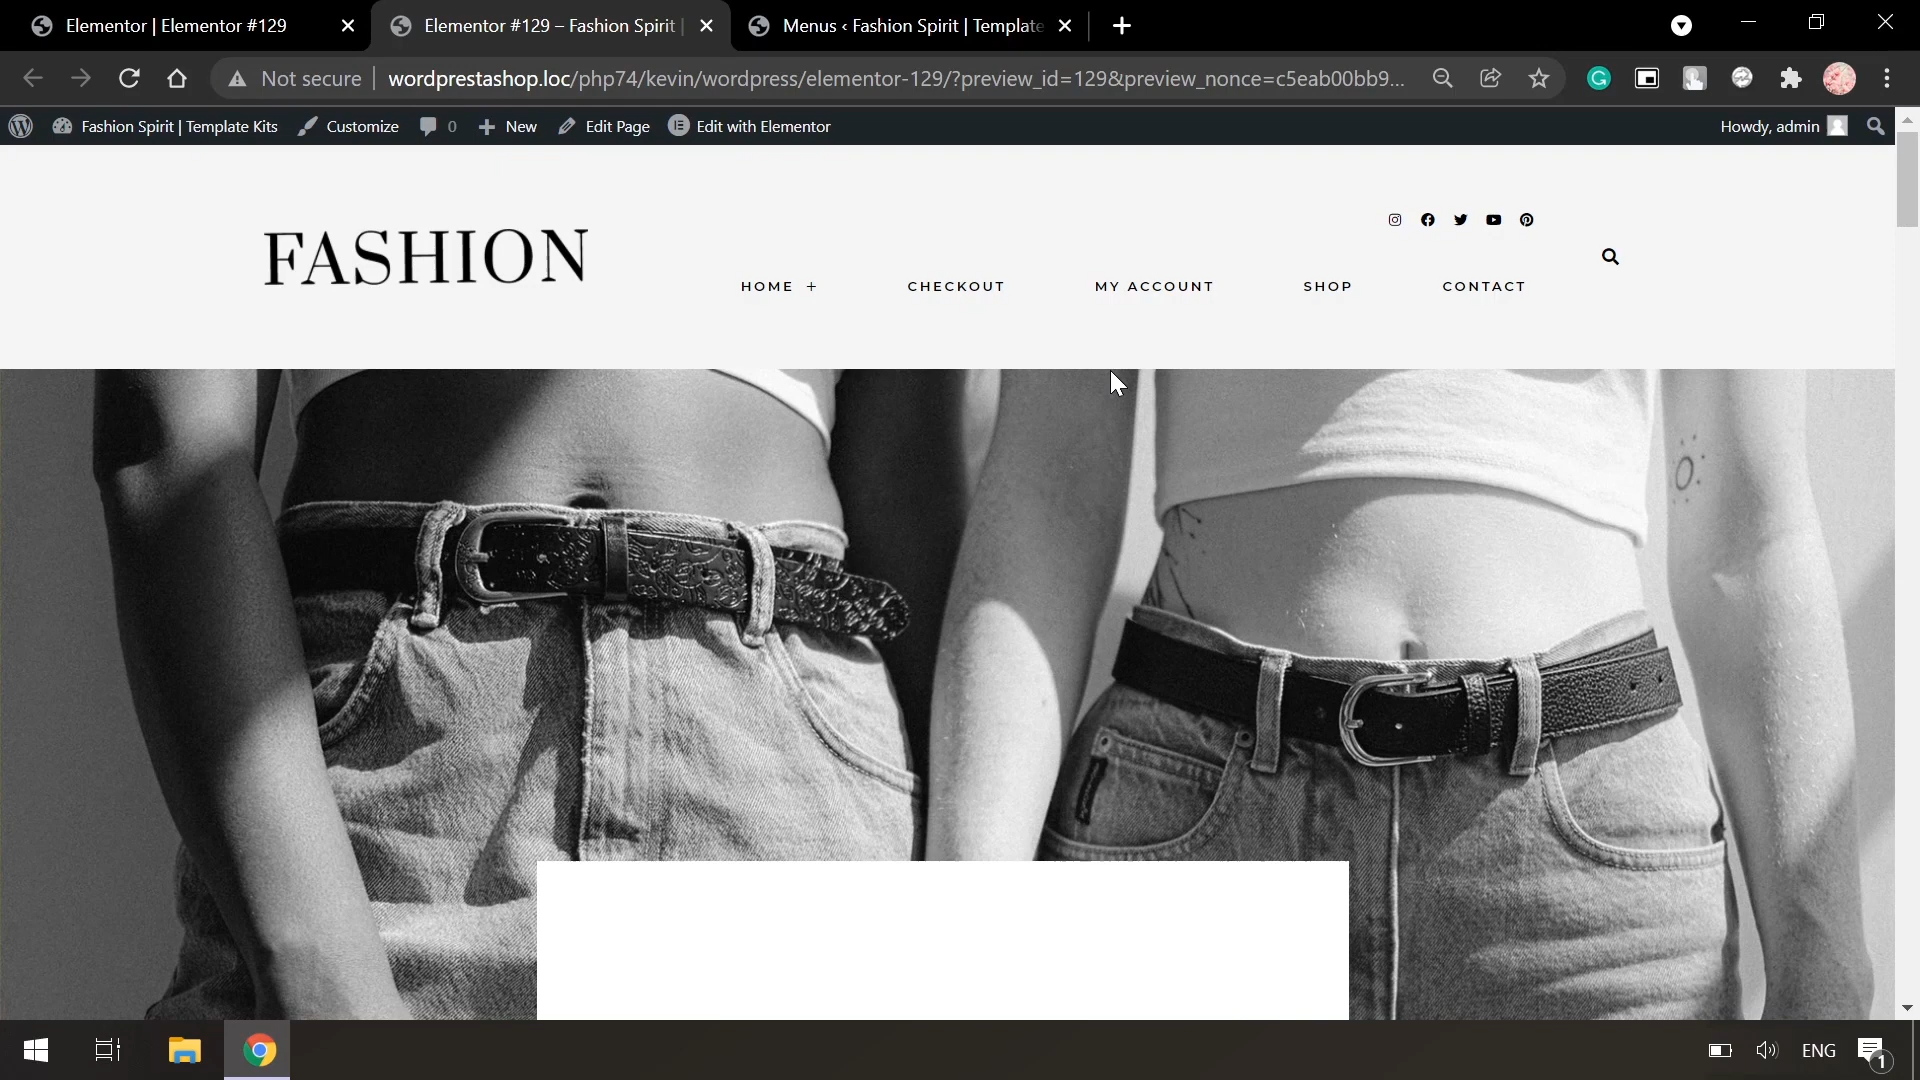 Elementor | Elementor #129
Elementor #129 – Fashion Spirit |
Menus ‹ Fashion Spirit | Template
Not secure
wordprestashop.loc/php74/kevin/wordpress/elementor-129/?preview_id=129&preview_nonce=c5eab00bb9...
Fashion Spirit | Template Kits
Customize
0
New
Edit Page
Edit with Elementor
Howdy, admin
FASHION
HOME +
CHECKOUT
MY ACCOUNT
SHOP
CONTACT
ENG
1